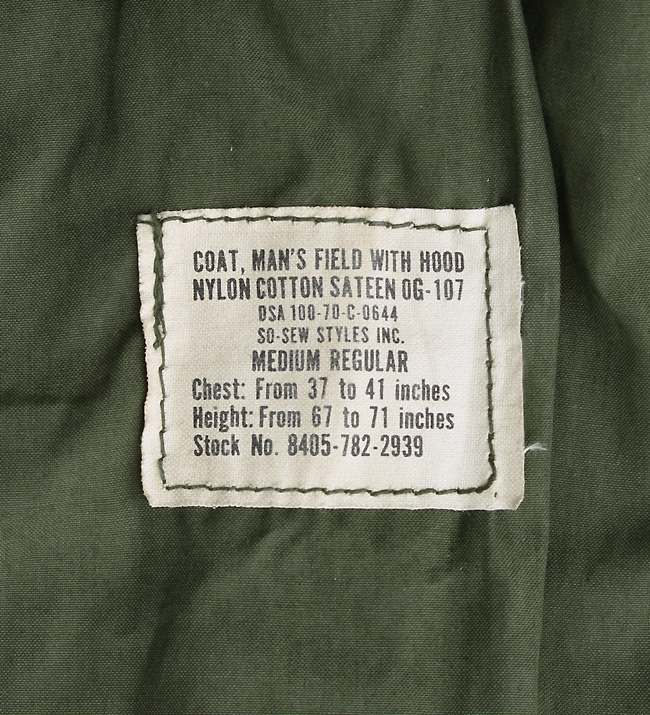 COAT, MAN'S FIELD WITH HOOD
NYLON COTTON SATEEN OG-107
DSA 100-70-C-0644
SO-SEW STYLES INC.
MEDIUM REGULAR
Chest: From 37 to 41 inches
Height: From 67 to 71 inches
Stock No. 8405-782-2939